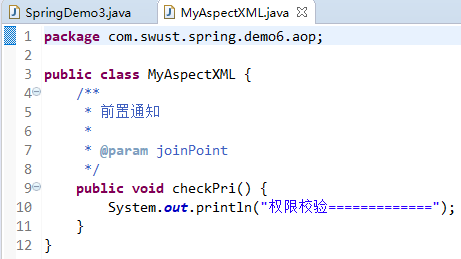 SpringDemo3.java MyAspectXML.java
1 package com.swust.spring.demo6.aop;
2
3 public class MyAspectXML {
4 /**
5 * 前置通知
6 *
7 * @param joinPoint
8 */
9 public void checkPri() {
10 System.out.println("权限校验=============");
11 }
12 }